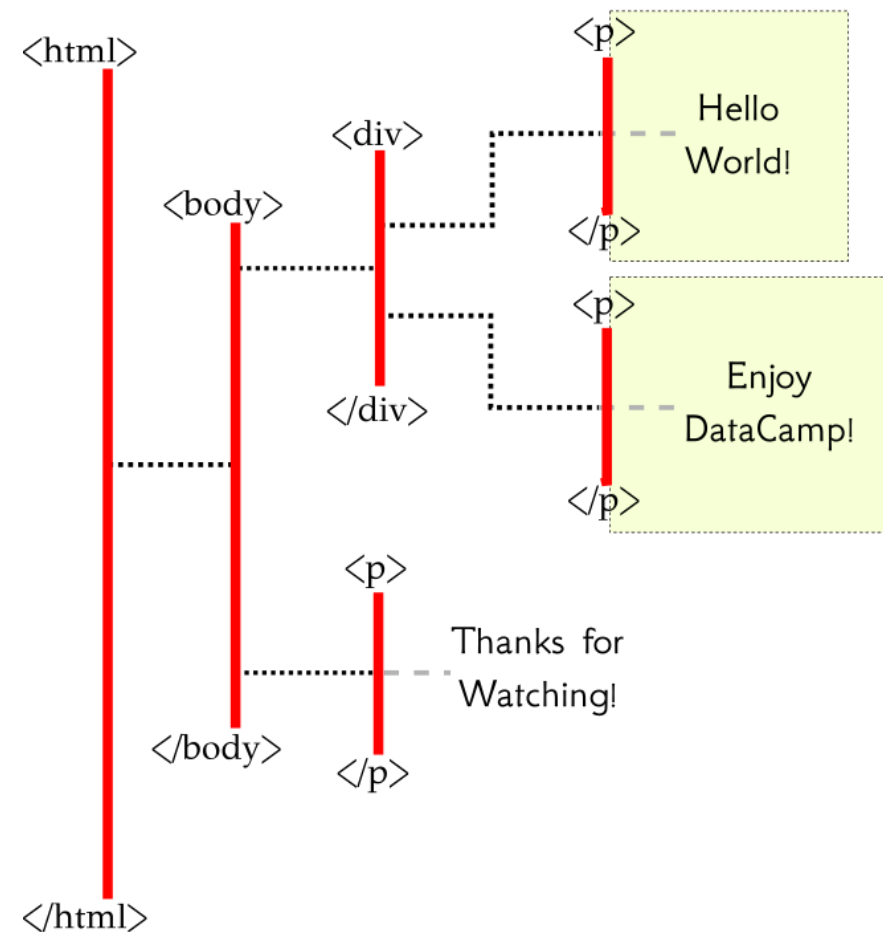 <html>
<body>
<div>
<p>
Hello
World!
</p>
<p>
Enjoy
DataCamp!
</p>
</div>
<p>
Thanks for
Watching!
</p>
</body>
</html>